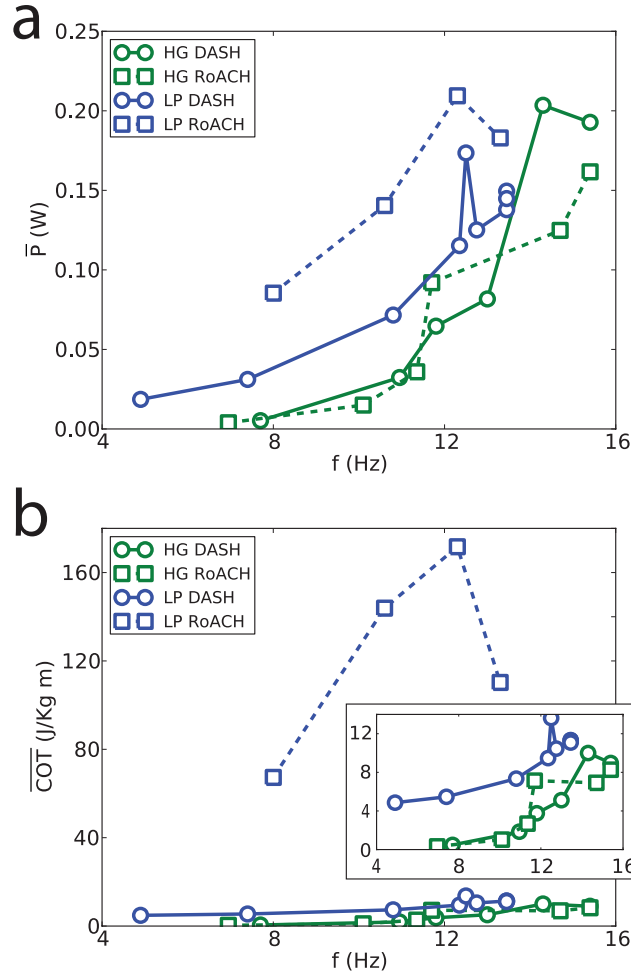 a
0.25
0.20
0.15
0.10
0.05
0.00
P̅ (W)
HG DASH
HG RoACH
LP DASH
LP RoACH
4 8 12 16
f (Hz)
b
160
120
80
40
0
C̅O̅T̅ (J/Kg m)
HG DASH
HG RoACH
LP DASH
LP RoACH
12
8
4
0
4 8 12 16
4 8 12 16
f (Hz)